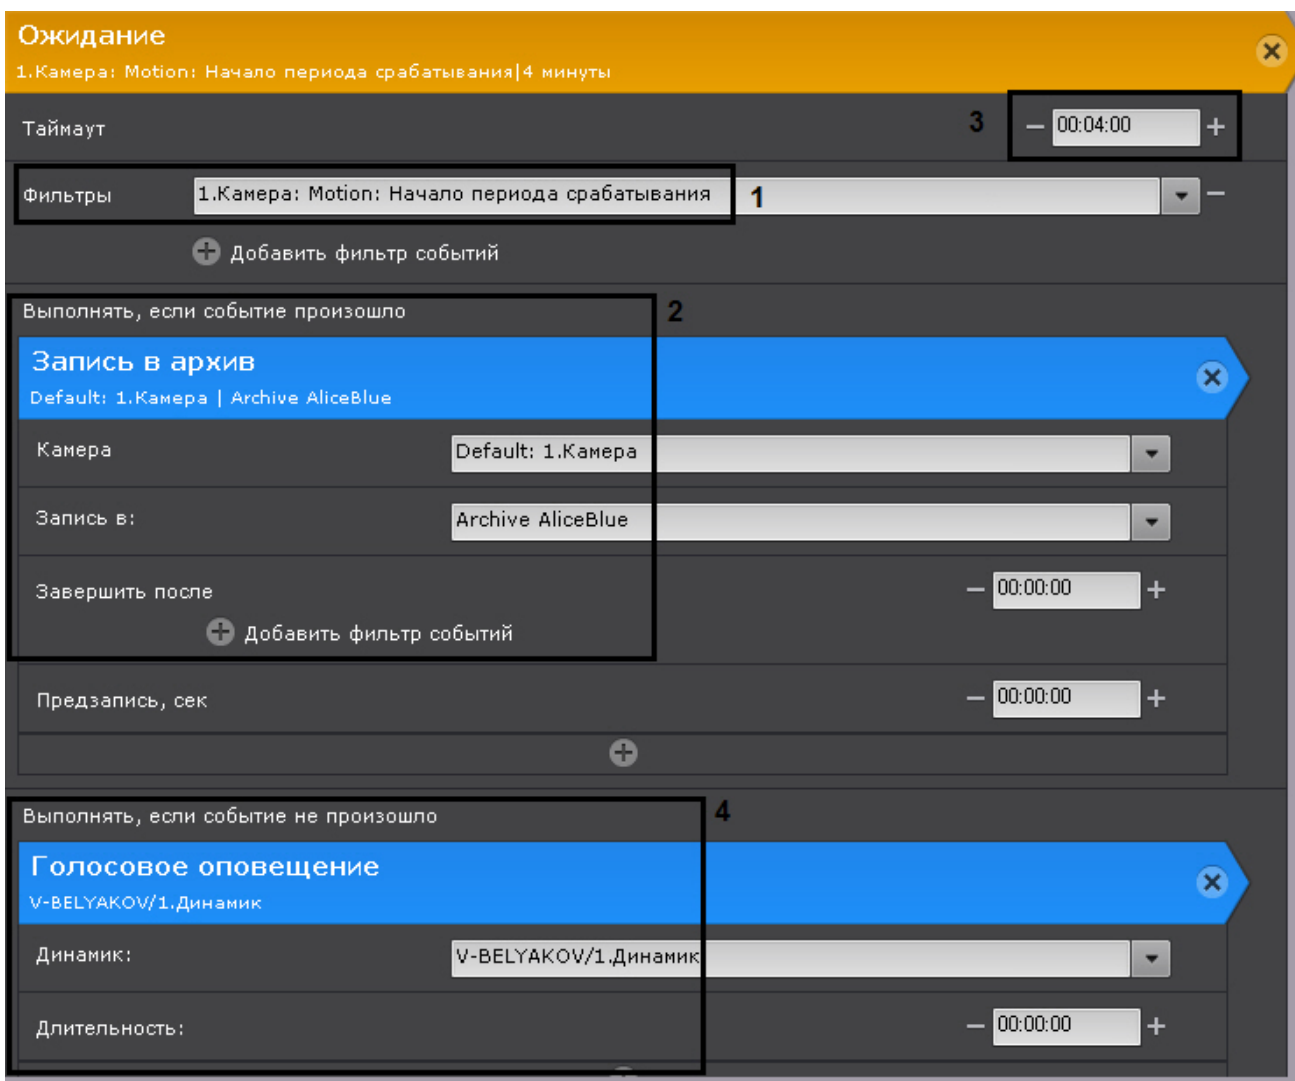 Ожидание
1.Камера: Motion: Начало периода срабатывания|4 минуты
Таймаут 3 00:04:00
Фильтры 1.Камера: Motion: Начало периода срабатывания 1
Добавить фильтр событий
Выполнять, если событие произошло 2
Запись в архив
Default: 1.Камера | Archive AliceBlue
Камера Default: 1.Камера
Запись в: Archive AliceBlue
Завершить после 00:00:00
Добавить фильтр событий
Предзапись, сек 00:00:00
Выполнять, если событие не произошло 4
Голосовое оповещение
V-BELYAKOV/1.Динамик
Динамик: V-BELYAKOV/1.Динамик
Длительность: 00:00:00